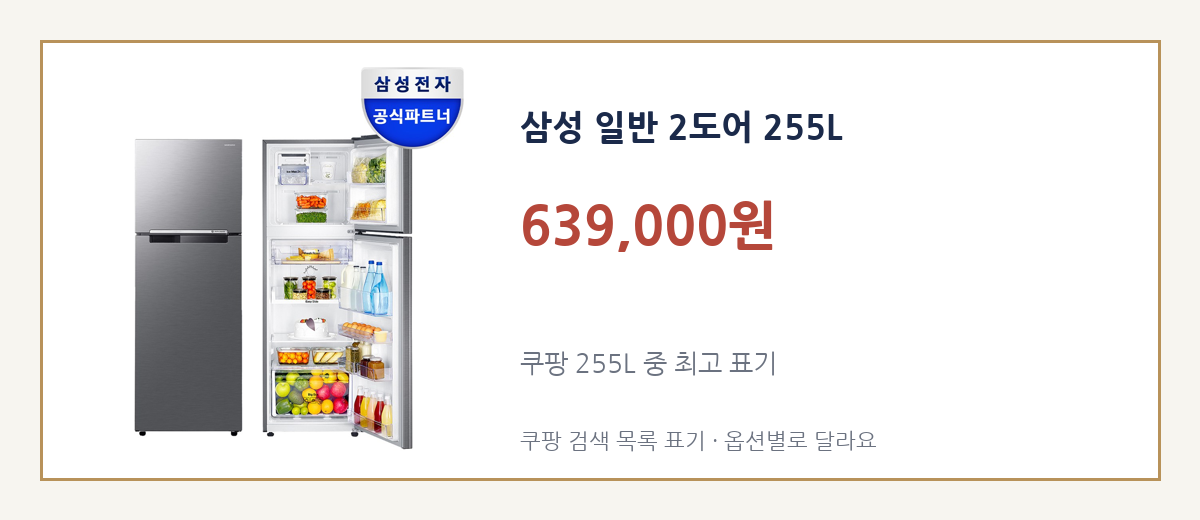 삼성전자
공식파트너
삼성 일반 2도어 255L
639,000원
쿠팡 255L 중 최고 표기
쿠팡 검색 목록 표기 · 옵션별로 달라요